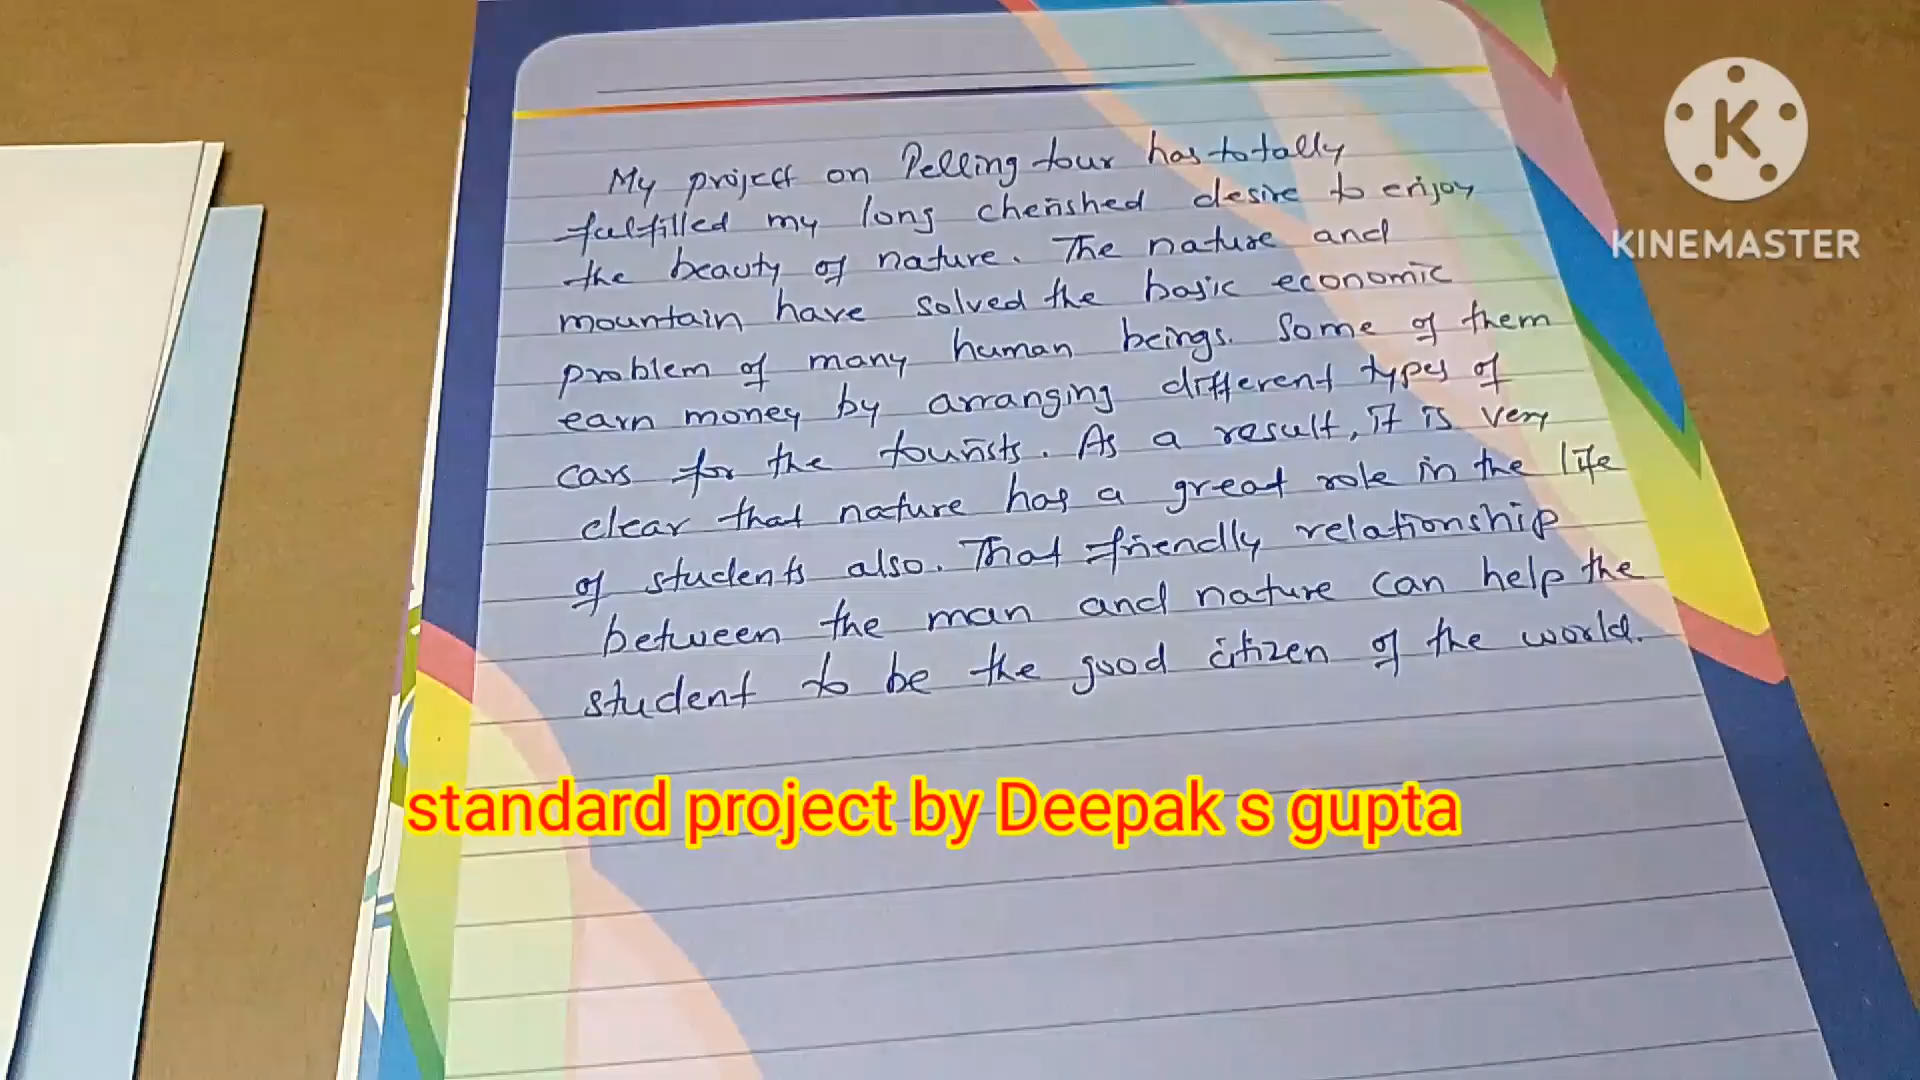 My project on Pelling tour has totally
fulfilled my long cherished desire to enjoy
the beauty of nature. The nature and
mountain have solved the basic economic
problem of many human beings. Some of them
earn money by arranging different types of
cars for the tourists. As a result, it is very
clear that nature has a great role in the life
of students also. That friendly relationship
between the man and nature can help the
student to be the good citizen of the world.
standard project by Deepak s gupta
K
KINEMASTER